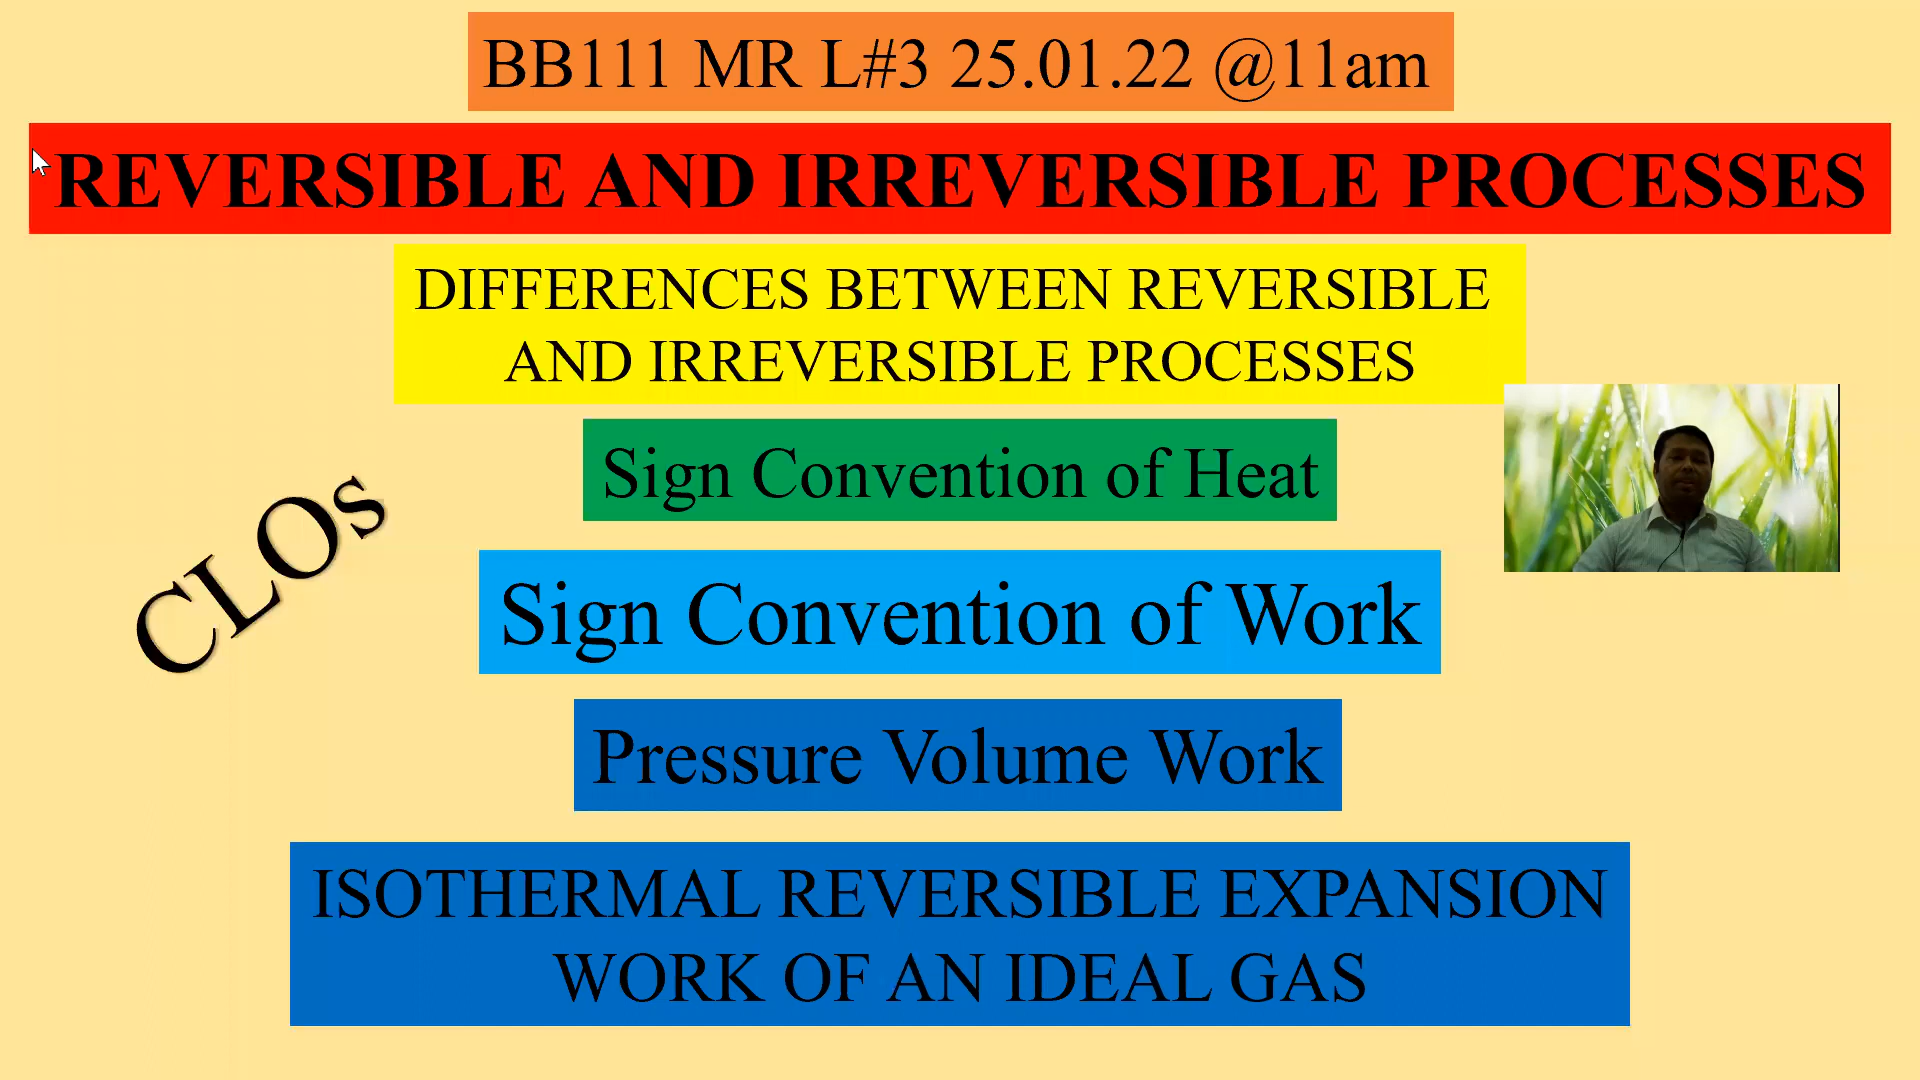 BB111 MR L#3 25.01.22 @11am
REVERSIBLE AND IRREVERSIBLE PROCESSES
DIFFERENCES BETWEEN REVERSIBLE
AND IRREVERSIBLE PROCESSES
Sign Convention of Heat
CLOs
Sign Convention of Work
Pressure Volume Work
ISOTHERMAL REVERSIBLE EXPANSION
WORK OF AN IDEAL GAS